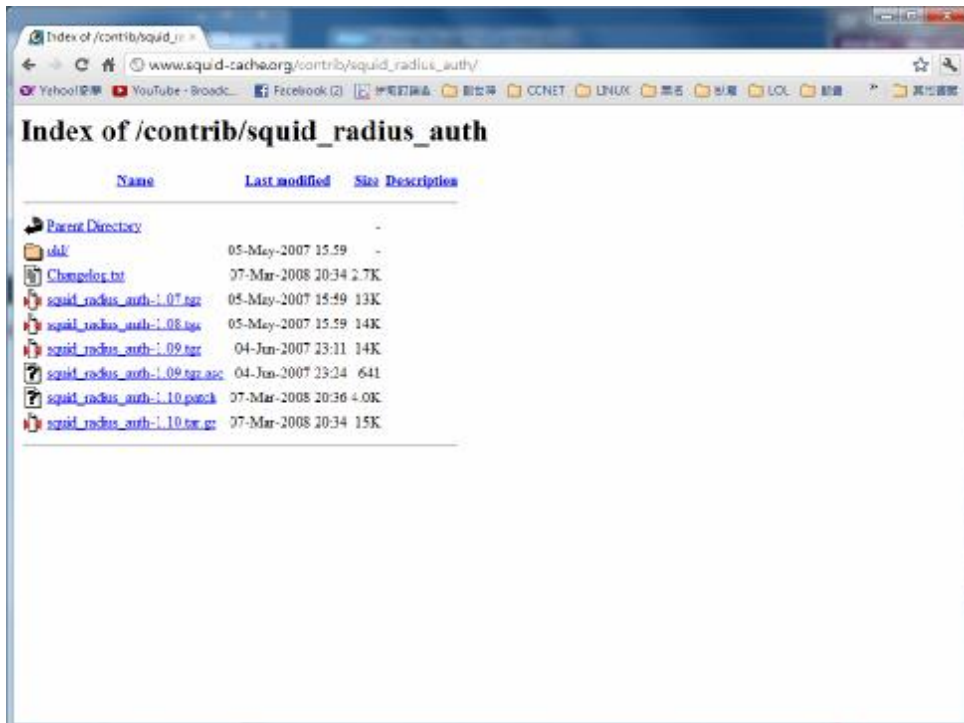 Index of /contrib/squid_r
www.squid-cache.org/contrib/squid_radius_auth/
Yahoo! YouTube - Broadc... Facebook (2) CCNET LINUX LOL »
Index of /contrib/squid_radius_auth
Name Last modified Size Description
Parent Directory -
old/ 05-May-2007 15:59 -
Changelog.txt 07-Mar-2008 20:34 2.7K
squid_radius_auth-1.07.tgz 05-May-2007 15:59 13K
squid_radius_auth-1.08.tgz 05-May-2007 15:59 14K
squid_radius_auth-1.09.tgz 04-Jun-2007 23:11 14K
squid_radius_auth-1.09.tgz.asc 04-Jun-2007 23:24 641
squid_radius_auth-1.10.patch 07-Mar-2008 20:36 4.0K
squid_radius_auth-1.10.tar.gz 07-Mar-2008 20:34 15K